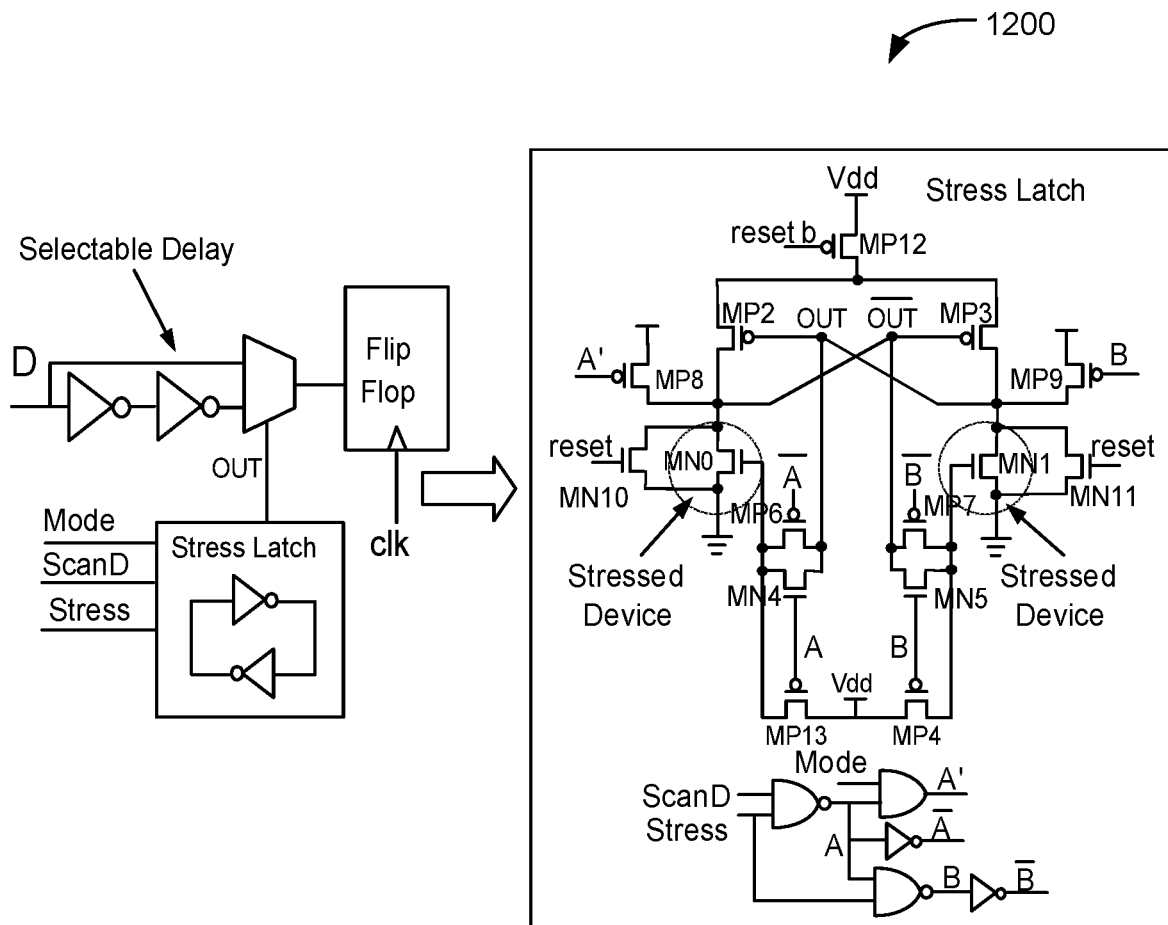 1200
Selectable Delay
D
Flip
Flop
OUT
clk
Mode
ScanD
Stress
Stress Latch
Vdd
Stress Latch
reset b
MP12
MP2
OUT
O̅U̅T̅
MP3
A'
MP8
MP9
B
reset
MN0
MN10
A̅
B̅
MN1
reset
MN11
MP6
MP7
Stressed
Device
MN4
MN5
Stressed
Device
A
B
Vdd
MP13
MP4
Mode
ScanD
Stress
A'
A̅
A
B
B̅